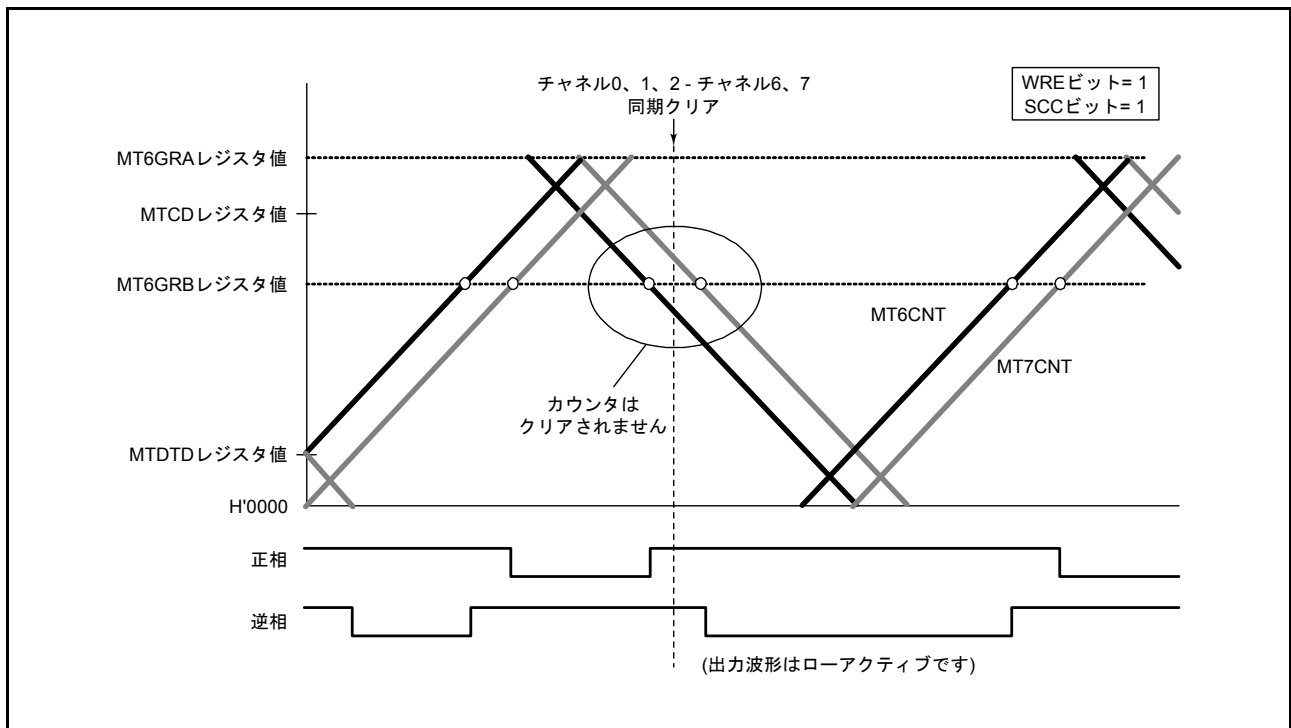 チャネル0、1、2 - チャネル6、7
同期クリア
WREビット= 1
SCCビット= 1
MT6GRAレジスタ値
MTCDレジスタ値
MT6GRBレジスタ値
MT6CNT
MT7CNT
カウンタは
クリアされません
MTDTDレジスタ値
H'0000
正相
逆相
(出力波形はローアクティブです)